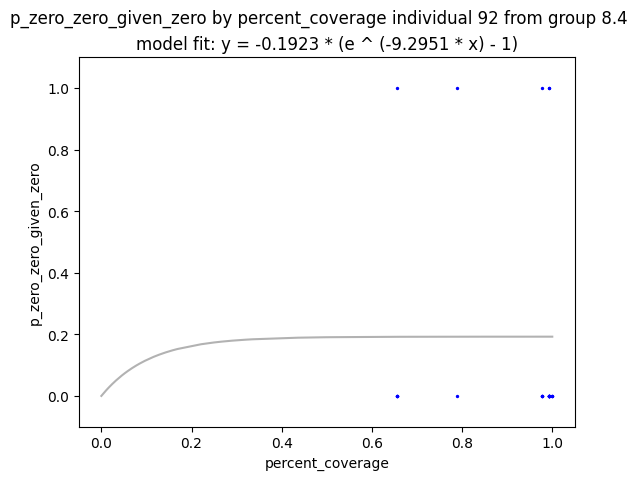 p_zero_zero_given_zero by percent_coverage individual 92 from group 8.4
model fit: y = -0.1923 * (e ^ (-9.2951 * x) - 1)
1.0
0.8
0.6
0.4
0.2
0.0
p_zero_zero_given_zero
0.0 0.2 0.4 0.6 0.8 1.0
percent_coverage